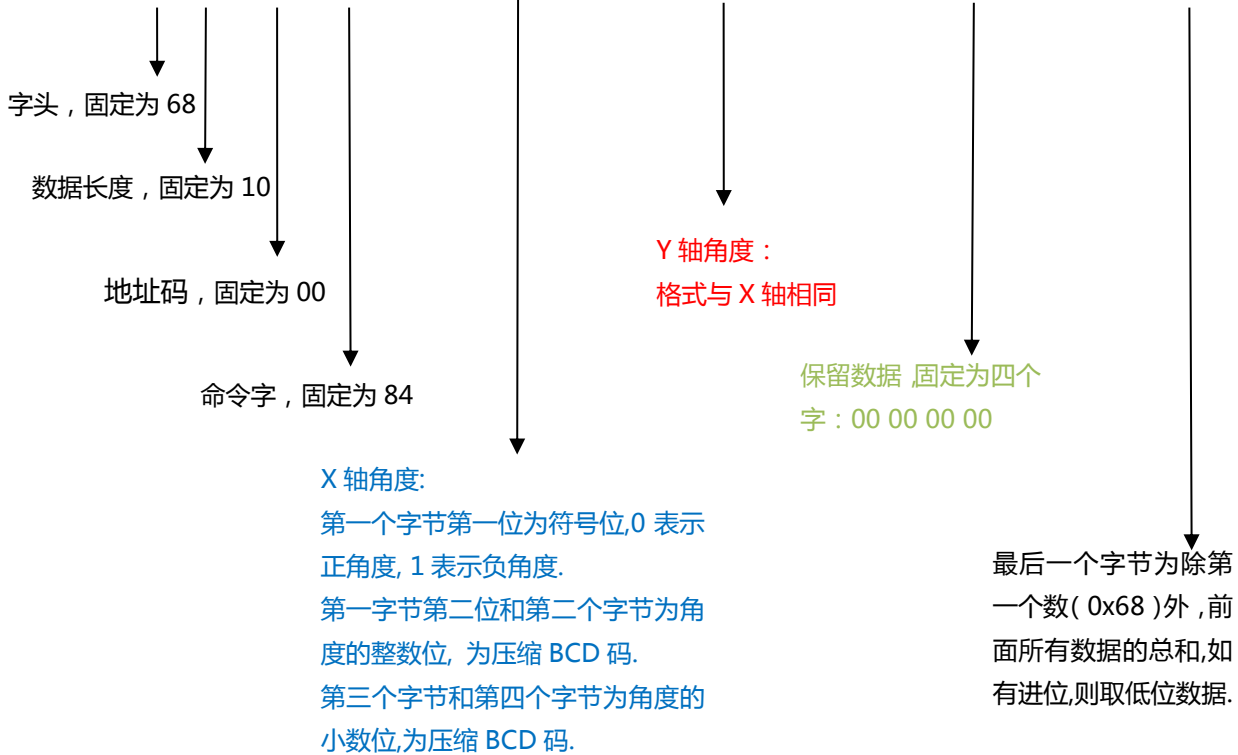 字头，固定为 68
数据长度，固定为 10
地址码，固定为 00
命令字，固定为 84
X 轴角度:
第一个字节第一位为符号位,0 表示
正角度, 1 表示负角度.
第一字节第二位和第二个字节为角
度的整数位, 为压缩 BCD 码.
第三个字节和第四个字节为角度的
小数位,为压缩 BCD 码.
Y 轴角度：
格式与 X 轴相同
保留数据 ,固定为四个
字：00 00 00 00
最后一个字节为除第
一个数( 0x68 )外 ,前
面所有数据的总和,如
有进位,则取低位数据.